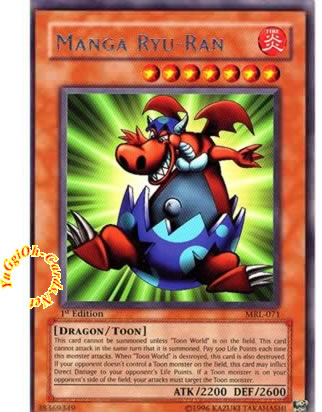 MANGA RYU-RAN
FIRE
炎
YuGgiOh-Cards.Net
1st Edition
MRL-071
[DRAGON/TOON]
This card cannot be summoned unless "Toon World" is on the field. This card
cannot attack in the same turn that it is summoned. Pay 500 Life Points each time
this monster attacks. When "Toon World" is destroyed, this card is also destroyed.
If your opponent doesn't control a Toon monster on the field, this card may inflict
Direct Damage to your opponent's Life Points. If a Toon monster is on your
opponent's side of the field, your attacks must target the Toon monster.
ATK/2200 DEF/2600
©1996 KAZUKI TAKAHASHI